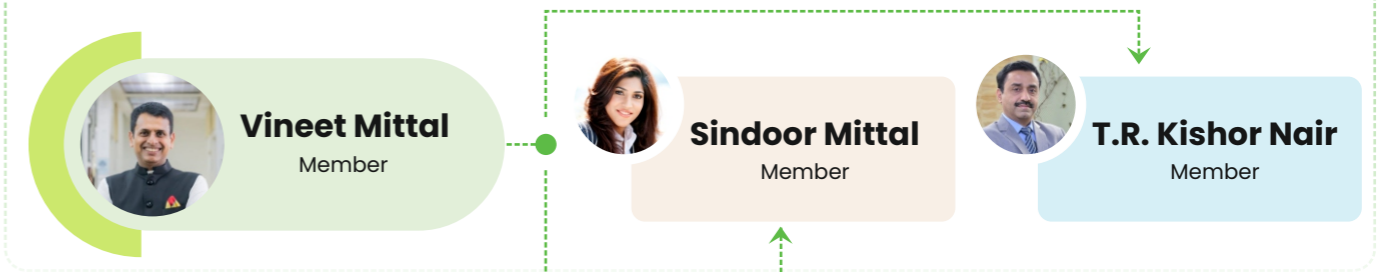 Vineet Mittal
Member
Sindoor Mittal
Member
T.R. Kishor Nair
Member